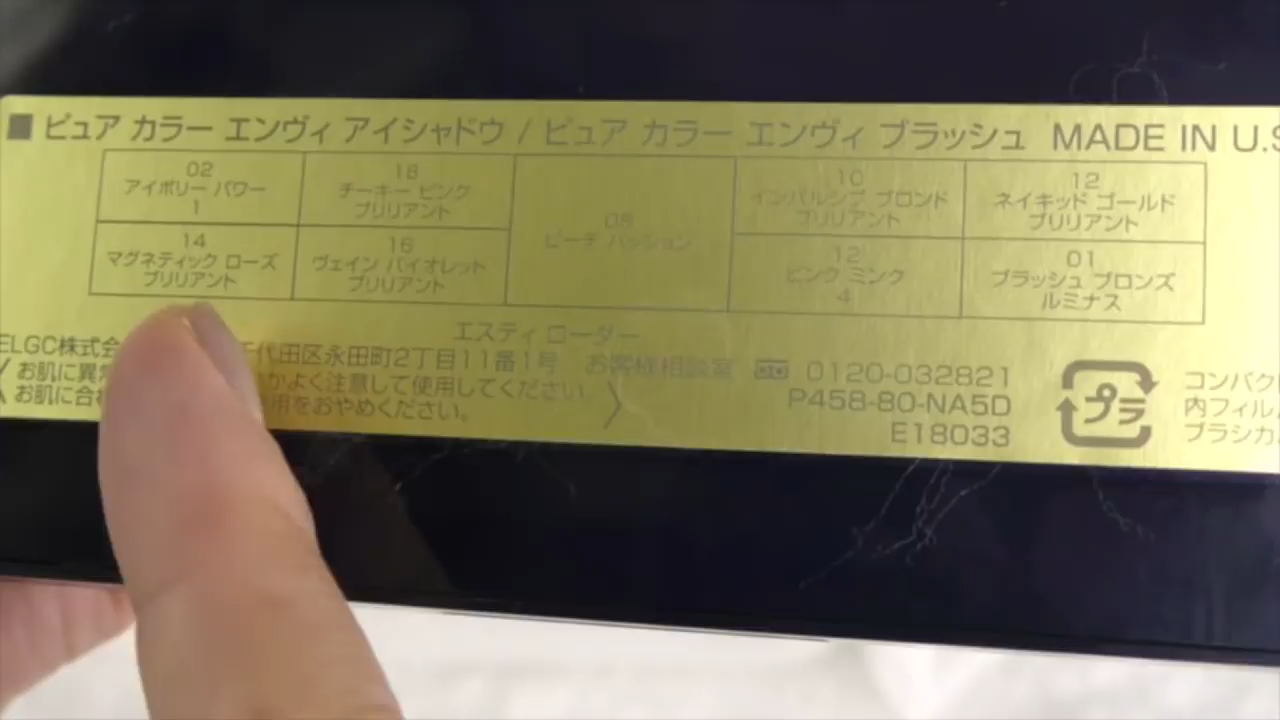 ■ ピュア カラー エンヴィ アイシャドウ / ピュア カラー エンヴィ ブラッシュ MADE IN U.S
02
アイボリー パワー
1
18
チーキー ピンク
ブリリアント
08
ピーチ パッション
10
インパルシブ ブロンド
ブリリアント
12
ネイキッド ゴールド
ブリリアント
14
マグネティック ローズ
ブリリアント
16
ヴェイン バイオレット
ブリリアント
12
ピンク ミンク
4
01
ブラッシュ ブロンズ
ルミナス
エスティ ローダー
ELGC株式会 千代田区永田町2丁目11番1号 お客様相談室 0120-032821
お肌に異常 かよく注意して使用してください。 P458-80-NA5D
お肌に合わ 使用をおやめください。 E18033
プラ
コンパク
内フィル
ブラシカ